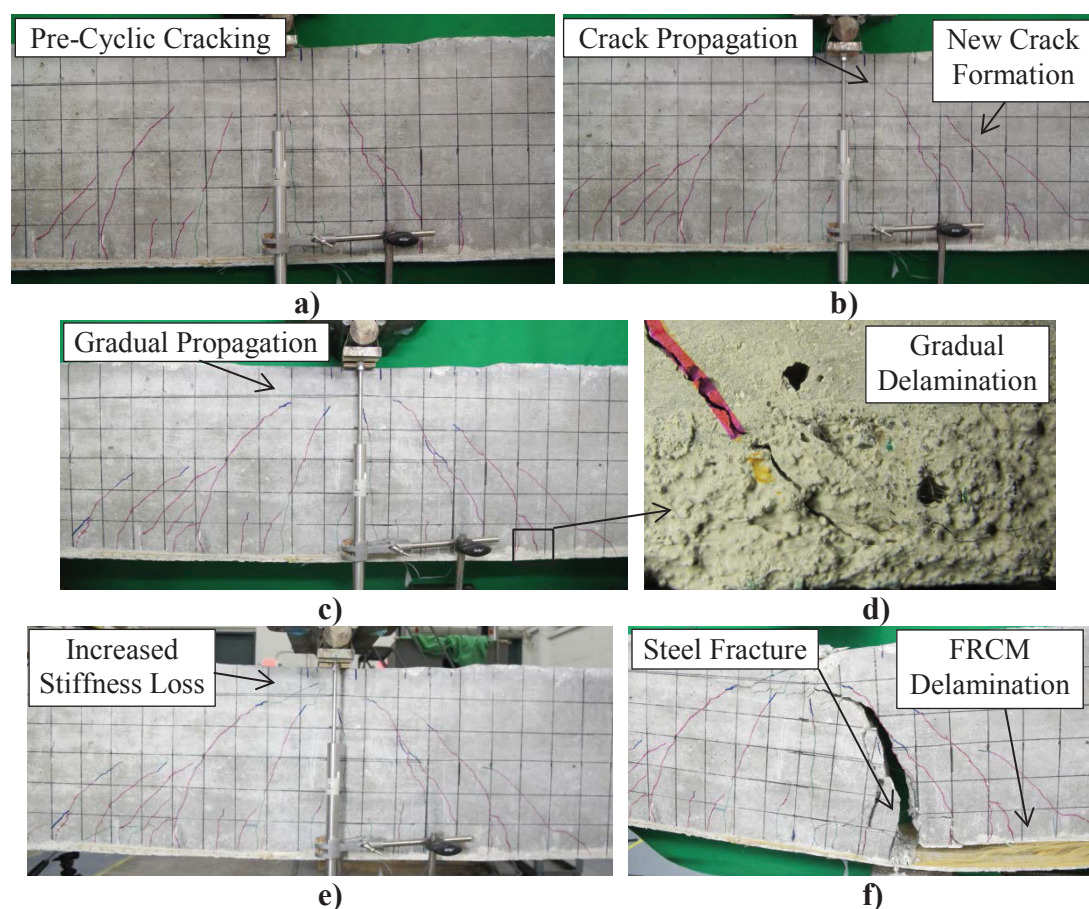 Pre-Cyclic Cracking
Crack Propagation
New Crack
Formation
a)
b)
Gradual Propagation
Gradual
Delamination
c)
d)
Increased
Stiffness Loss
Steel Fracture
FRCM
Delamination
e)
f)